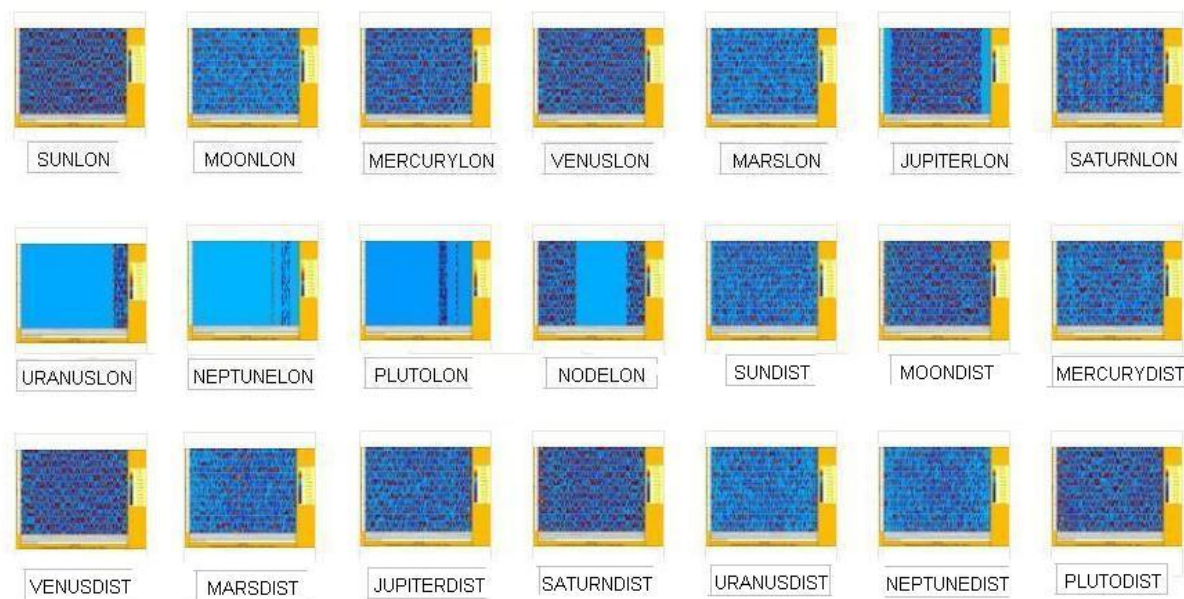 SUNLON MOONLON MERCURYLON VENUSLON MARSLON JUPITERLON SATURNLON
URANUSLON NEPTUNELON PLUTOLON NODELON SUNDIST MOONDIST MERCURYDIST
VENUSDIST MARSDIST JUPITERDIST SATURNDIST URANUSDIST NEPTUNEDIST PLUTODIST